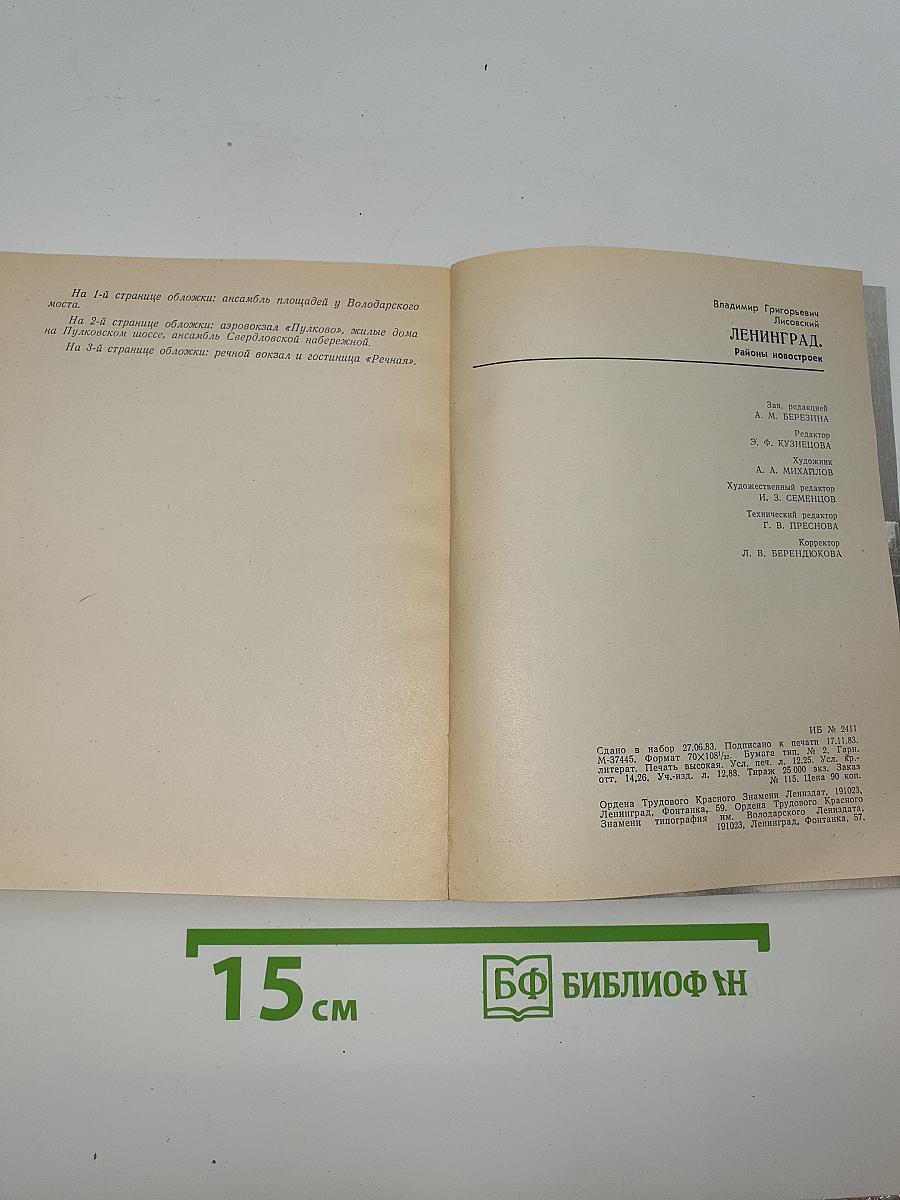 На 1-й странице обложки: ансамбль площадей у Володарского
моста.
На 2-й странице обложки: аэровокзал «Пулково», жилые дома
на Пулковском шоссе, ансамбль Свердловской набережной.
На 3-й странице обложки: речной вокзал и гостиница «Речная».
Владимир Григорьевич
Лисовский
ЛЕНИНГРАД.
Районы новостроек
Зав. редакцией
А. М. БЕРЕЗИНА
Редактор
Э. Ф. КУЗНЕЦОВА
Художник
А. А. МИХАЙЛОВ
Художественный редактор
И. З. СЕМЕНЦОВ
Технический редактор
Г. В. ПРЕСНОВА
Корректор
Л. В. БЕРЕНДЮКОВА
ИБ № 2411
Сдано в набор 27.06.83. Подписано к печати 17.11.83.
М-37445. Формат 70×108¹/₃₂. Бумага тип. № 2. Гарн.
литерат. Печать высокая. Усл. печ. л. 12,25. Усл. кр.-
отт. 14,26. Уч.-изд. л. 12,88. Тираж 25 000 экз. Заказ
№ 115. Цена 90 коп.
Ордена Трудового Красного Знамени Лениздат, 191023,
Ленинград, Фонтанка, 59. Ордена Трудового Красного
Знамени типография им. Володарского Лениздата,
191023, Ленинград, Фонтанка, 57.
15 см
БФ БИБЛИОФИН